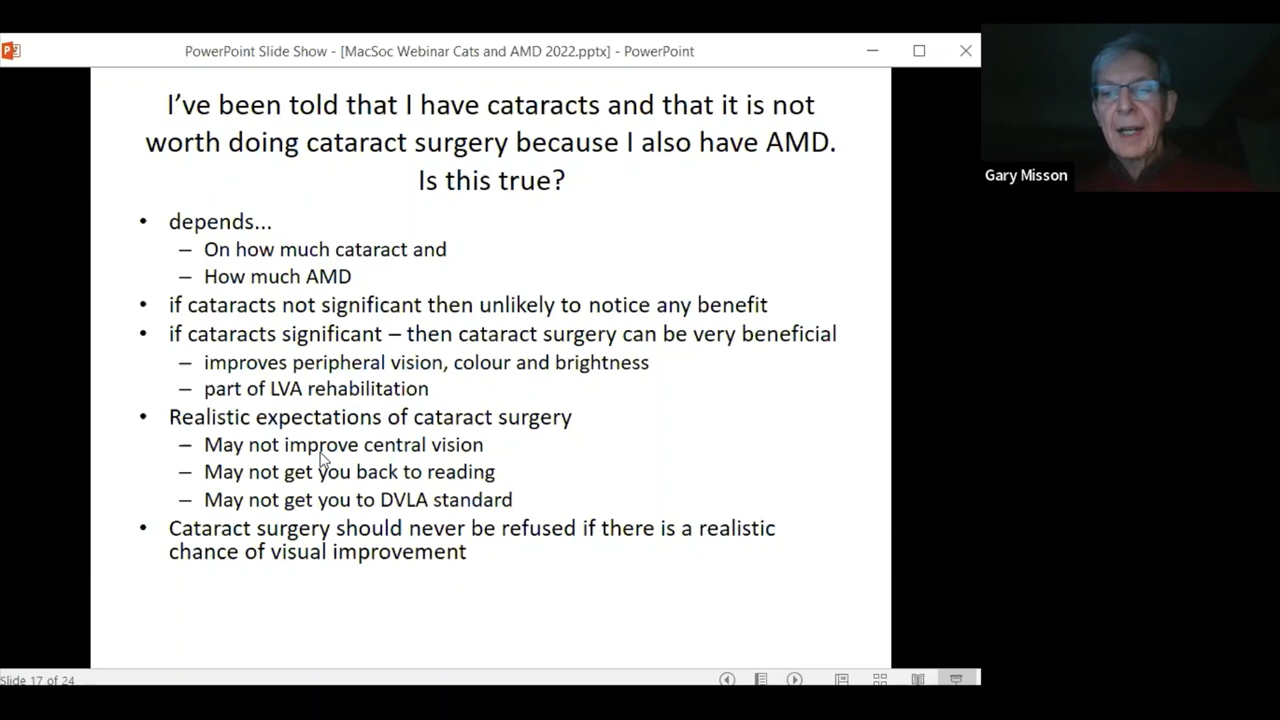 PowerPoint Slide Show - [MacSoc Webinar Cats and AMD 2022.pptx] - PowerPoint
I've been told that I have cataracts and that it is not
worth doing cataract surgery because I also have AMD.
Is this true?
• depends...
– On how much cataract and
– How much AMD
• if cataracts not significant then unlikely to notice any benefit
• if cataracts significant – then cataract surgery can be very beneficial
– improves peripheral vision, colour and brightness
– part of LVA rehabilitation
• Realistic expectations of cataract surgery
– May not improve central vision
– May not get you back to reading
– May not get you to DVLA standard
• Cataract surgery should never be refused if there is a realistic
chance of visual improvement
Slide 17 of 24
Gary Misson